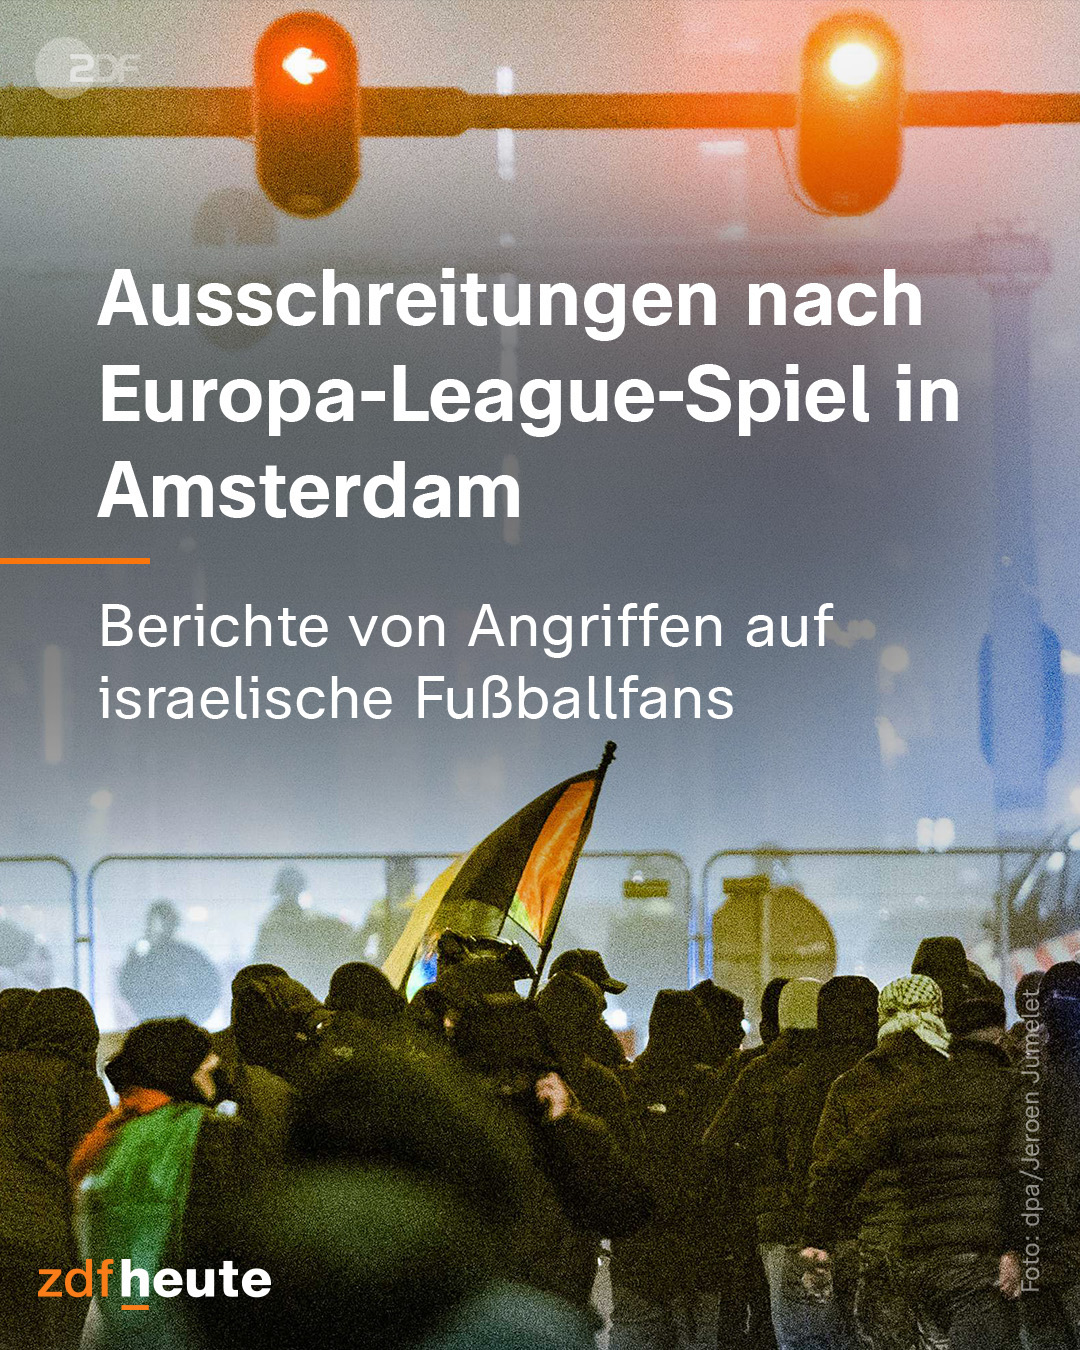 ZDF
Ausschreitungen nach
Europa-League-Spiel in
Amsterdam
Berichte von Angriffen auf
israelische Fußballfans
Foto: dpa/Jeroen Jumelet
zdfheute